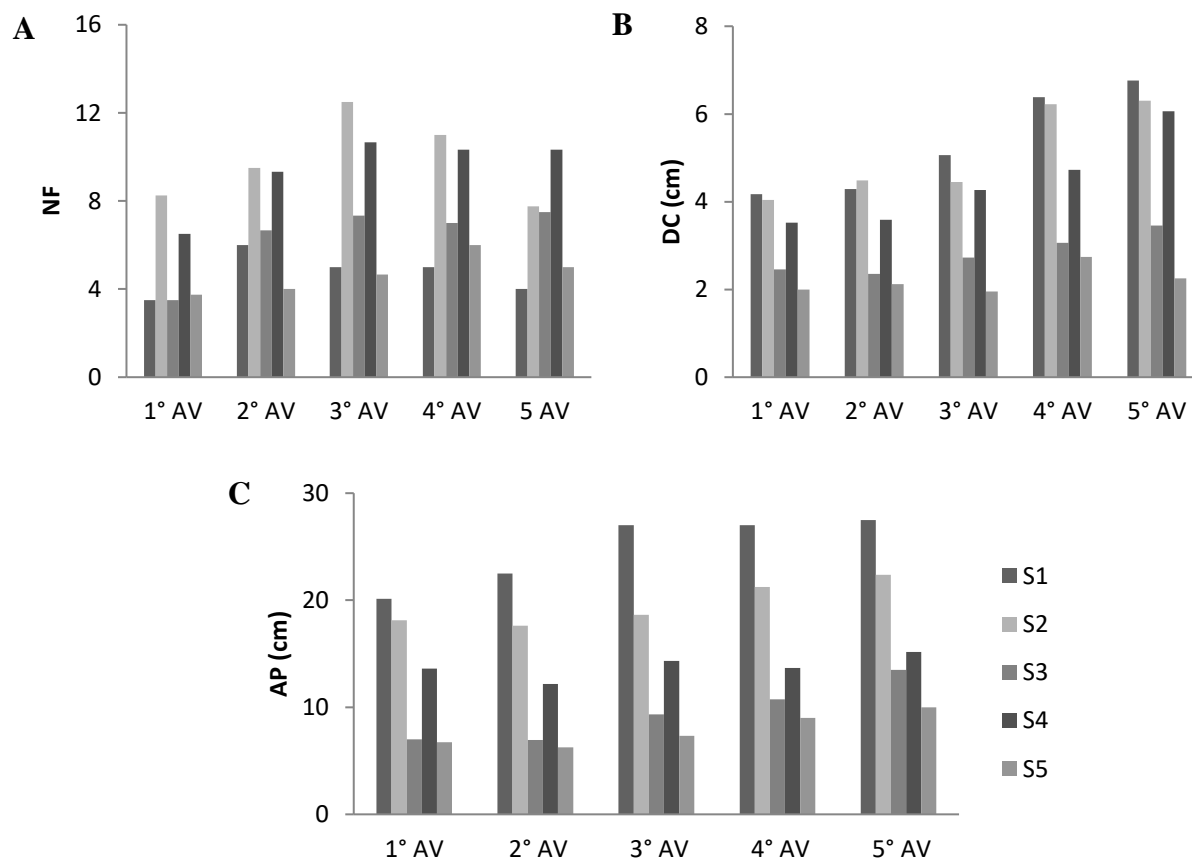 A
NF
16
12
8
4
0
1° AV 2° AV 3° AV 4° AV 5 AV
B
DC (cm)
8
6
4
2
0
1° AV 2° AV 3° AV 4° AV 5° AV
C
AP (cm)
30
20
10
0
1° AV 2° AV 3° AV 4° AV 5° AV
S1
S2
S3
S4
S5